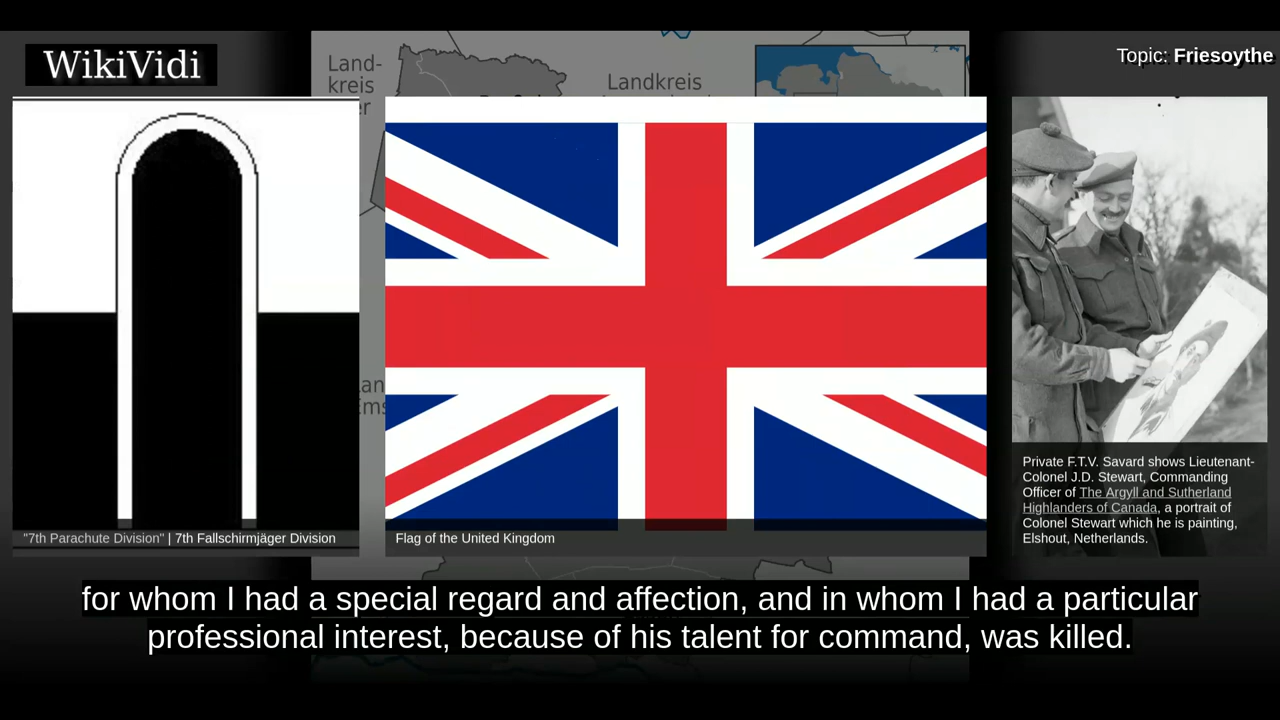 WikiVidi
Topic: Friesoythe
Land-
kreis
Landkreis
"7th Parachute Division" | 7th Fallschirmjäger Division
Flag of the United Kingdom
Private F.T.V. Savard shows Lieutenant-
Colonel J.D. Stewart, Commanding
Officer of The Argyll and Sutherland
Highlanders of Canada, a portrait of
Colonel Stewart which he is painting,
Elshout, Netherlands.
for whom I had a special regard and affection, and in whom I had a particular
professional interest, because of his talent for command, was killed.